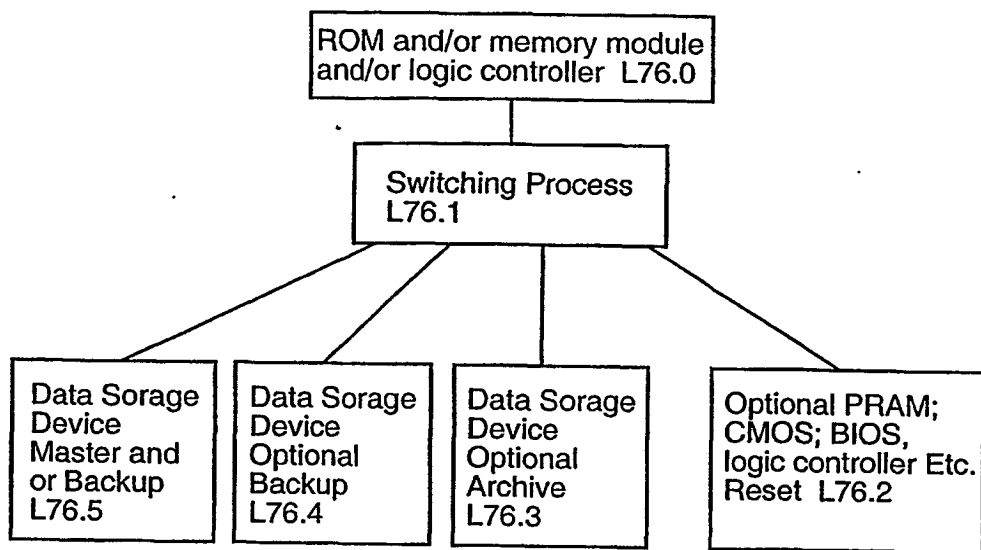 ROM and/or memory module
and/or logic controller L76.0
Switching Process
L76.1
Data Sorage
Device
Master and
or Backup
L76.5
Data Sorage
Device
Optional
Backup
L76.4
Data Sorage
Device
Optional
Archive
L76.3
Optional PRAM;
CMOS; BIOS,
logic controller Etc.
Reset L76.2